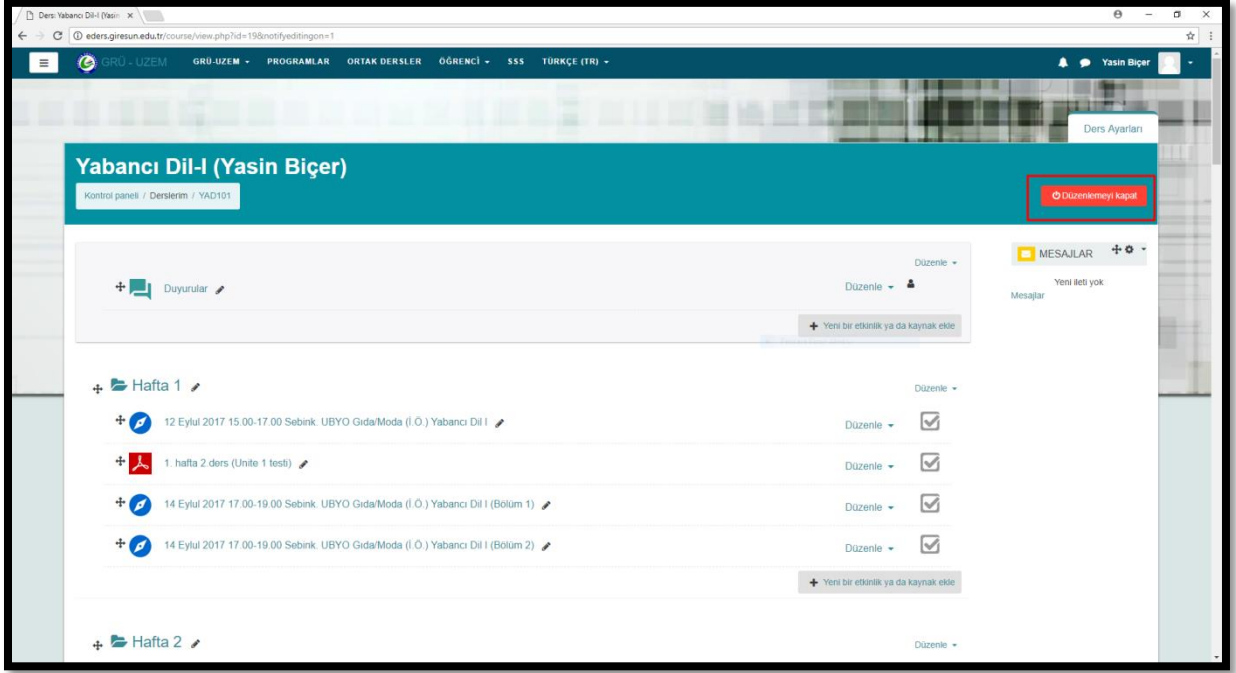 Ders: Yabancı Dil-I (Yasin
eders.giresun.edu.tr/course/view.php?id=19&notifyeditingon=1
GRÜ - UZEM GRÜ-UZEM PROGRAMLAR ORTAK DERSLER ÖĞRENCİ SSS TÜRKÇE (TR) Yasin Biçer
Ders Ayarları
Yabancı Dil-I (Yasin Biçer)
Kontrol paneli / Derslerim / YAD101
Düzenlemeyi kapat
MESAJLAR
Yeni ileti yok
Mesajlar
Düzenle
Duyurular Düzenle
Yeni bir etkinlik ya da kaynak ekle
Hafta 1 Düzenle
12 Eylul 2017 15.00-17.00 Sebink. UBYO Gıda/Moda (İ.Ö.) Yabancı Dil I Düzenle
1. hafta 2.ders (Unite 1 testi) Düzenle
14 Eylul 2017 17.00-19.00 Sebink. UBYO Gıda/Moda (İ.Ö.) Yabancı Dil I (Bölüm 1) Düzenle
14 Eylul 2017 17.00-19.00 Sebink. UBYO Gıda/Moda (İ.Ö.) Yabancı Dil I (Bölüm 2) Düzenle
Yeni bir etkinlik ya da kaynak ekle
Hafta 2 Düzenle